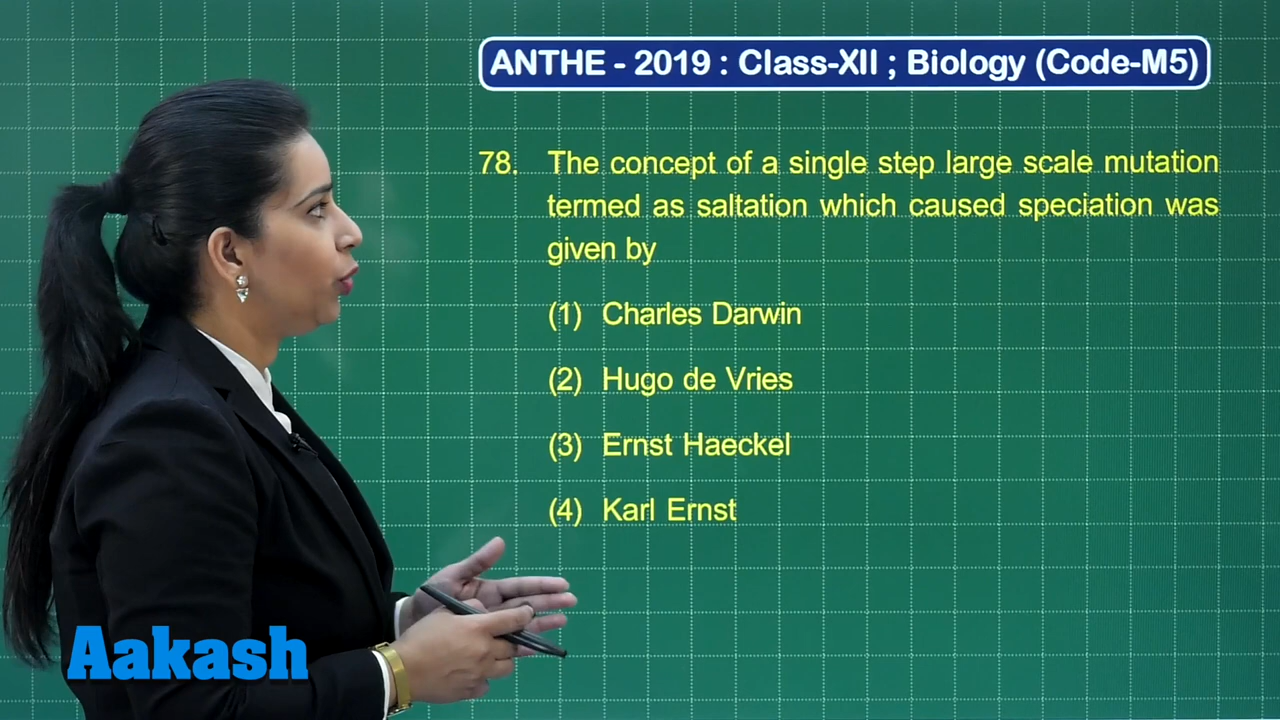 ANTHE - 2019 : Class-XII ; Biology (Code-M5)
78. The concept of a single step large scale mutation
termed as saltation which caused speciation was
given by
(1) Charles Darwin
(2) Hugo de Vries
(3) Ernst Haeckel
(4) Karl Ernst
Aakash